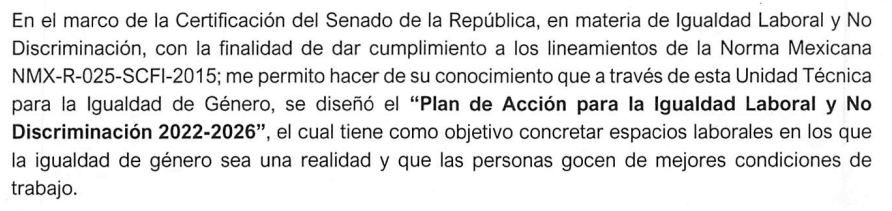 En el marco de la Certificación del Senado de la República, en materia de Igualdad Laboral y No
Discriminación, con la finalidad de dar cumplimiento a los lineamientos de la Norma Mexicana
NMX-R-025-SCFI-2015; me permito hacer de su conocimiento que a través de esta Unidad Técnica
para la Igualdad de Género, se diseñó el “Plan de Acción para la Igualdad Laboral y No
Discriminación 2022-2026”, el cual tiene como objetivo concretar espacios laborales en los que
la igualdad de género sea una realidad y que las personas gocen de mejores condiciones de
trabajo.